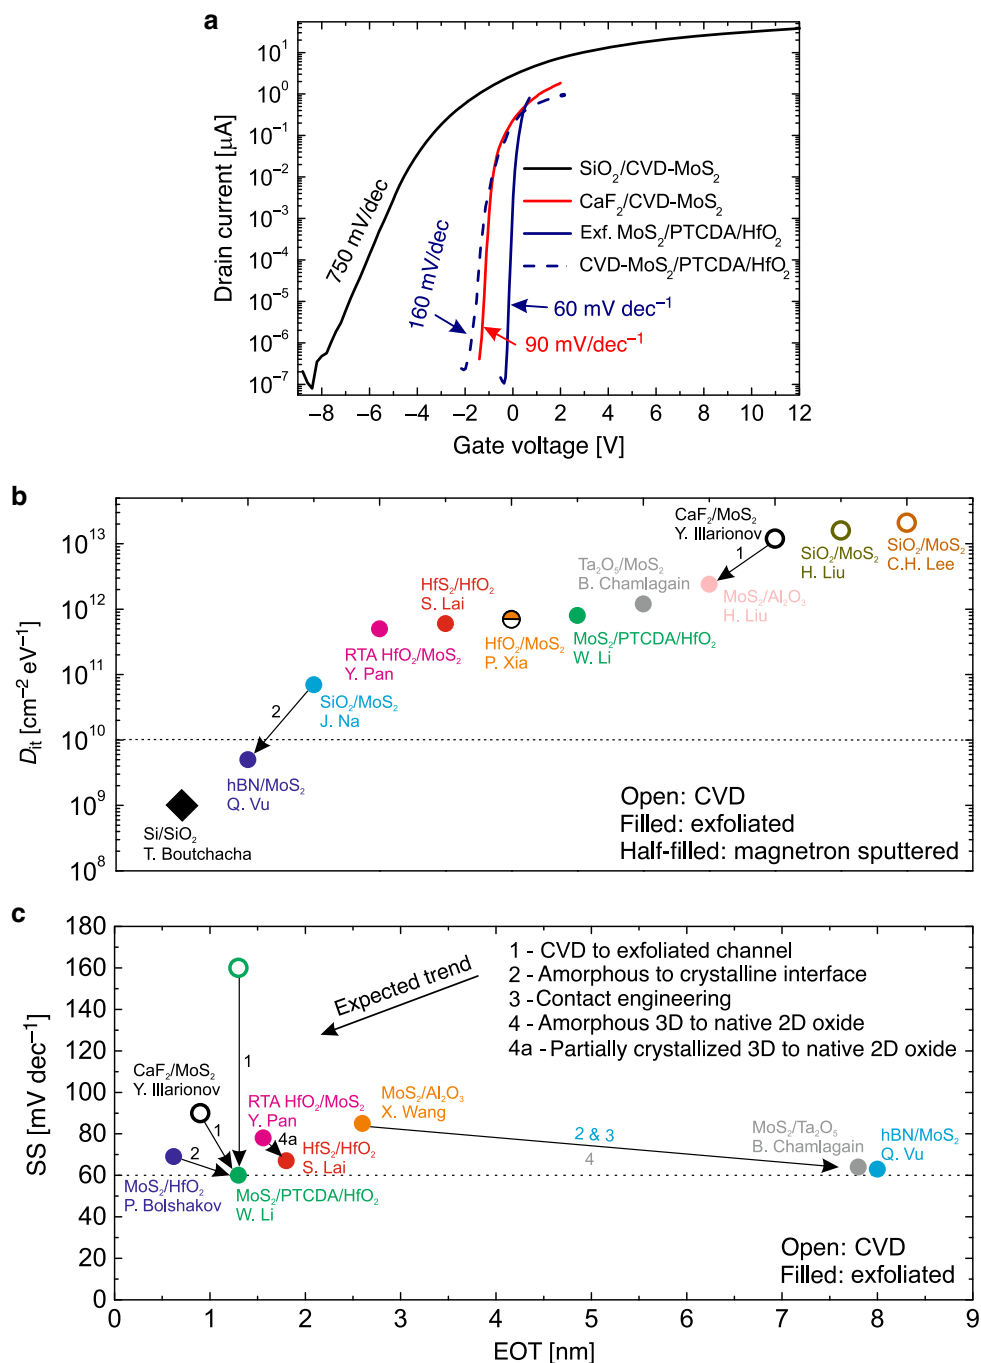 a
10¹
10⁰
10⁻¹
10⁻²
10⁻³
10⁻⁴
10⁻⁵
10⁻⁶
10⁻⁷
Drain current [µA]
750 mV/dec
160 mV/dec
SiO₂/CVD-MoS₂
CaF₂/CVD-MoS₂
Exf. MoS₂/PTCDA/HfO₂
CVD-MoS₂/PTCDA/HfO₂
60 mV dec⁻¹
90 mV/dec⁻¹
−8 −6 −4 −2 0 2 4 6 8 10 12
Gate voltage [V]
b
10¹³
10¹²
10¹¹
10¹⁰
10⁹
10⁸
Dᵢₜ [cm⁻² eV⁻¹]
CaF₂/MoS₂
Y. Illarionov
1
SiO₂/MoS₂
H. Liu
SiO₂/MoS₂
C.H. Lee
Ta₂O₅/MoS₂
B. Chamlagain
MoS₂/Al₂O₃
H. Liu
HfS₂/HfO₂
S. Lai
RTA HfO₂/MoS₂
Y. Pan
HfO₂/MoS₂
P. Xia
MoS₂/PTCDA/HfO₂
W. Li
SiO₂/MoS₂
J. Na
2
hBN/MoS₂
Q. Vu
Si/SiO₂
T. Boutchacha
Open: CVD
Filled: exfoliated
Half-filled: magnetron sputtered
c
180
160
140
120
100
80
60
40
20
0
SS [mV dec⁻¹]
Expected trend
1 - CVD to exfoliated channel
2 - Amorphous to crystalline interface
3 - Contact engineering
4 - Amorphous 3D to native 2D oxide
4a - Partially crystallized 3D to native 2D oxide
1
CaF₂/MoS₂
Y. Illarionov
1
RTA HfO₂/MoS₂
Y. Pan
4a
HfS₂/HfO₂
S. Lai
MoS₂/Al₂O₃
X. Wang
2 & 3
4
MoS₂/Ta₂O₅
B. Chamlagain
hBN/MoS₂
Q. Vu
2
MoS₂/HfO₂
P. Bolshakov
MoS₂/PTCDA/HfO₂
W. Li
Open: CVD
Filled: exfoliated
0 1 2 3 4 5 6 7 8 9
EOT [nm]